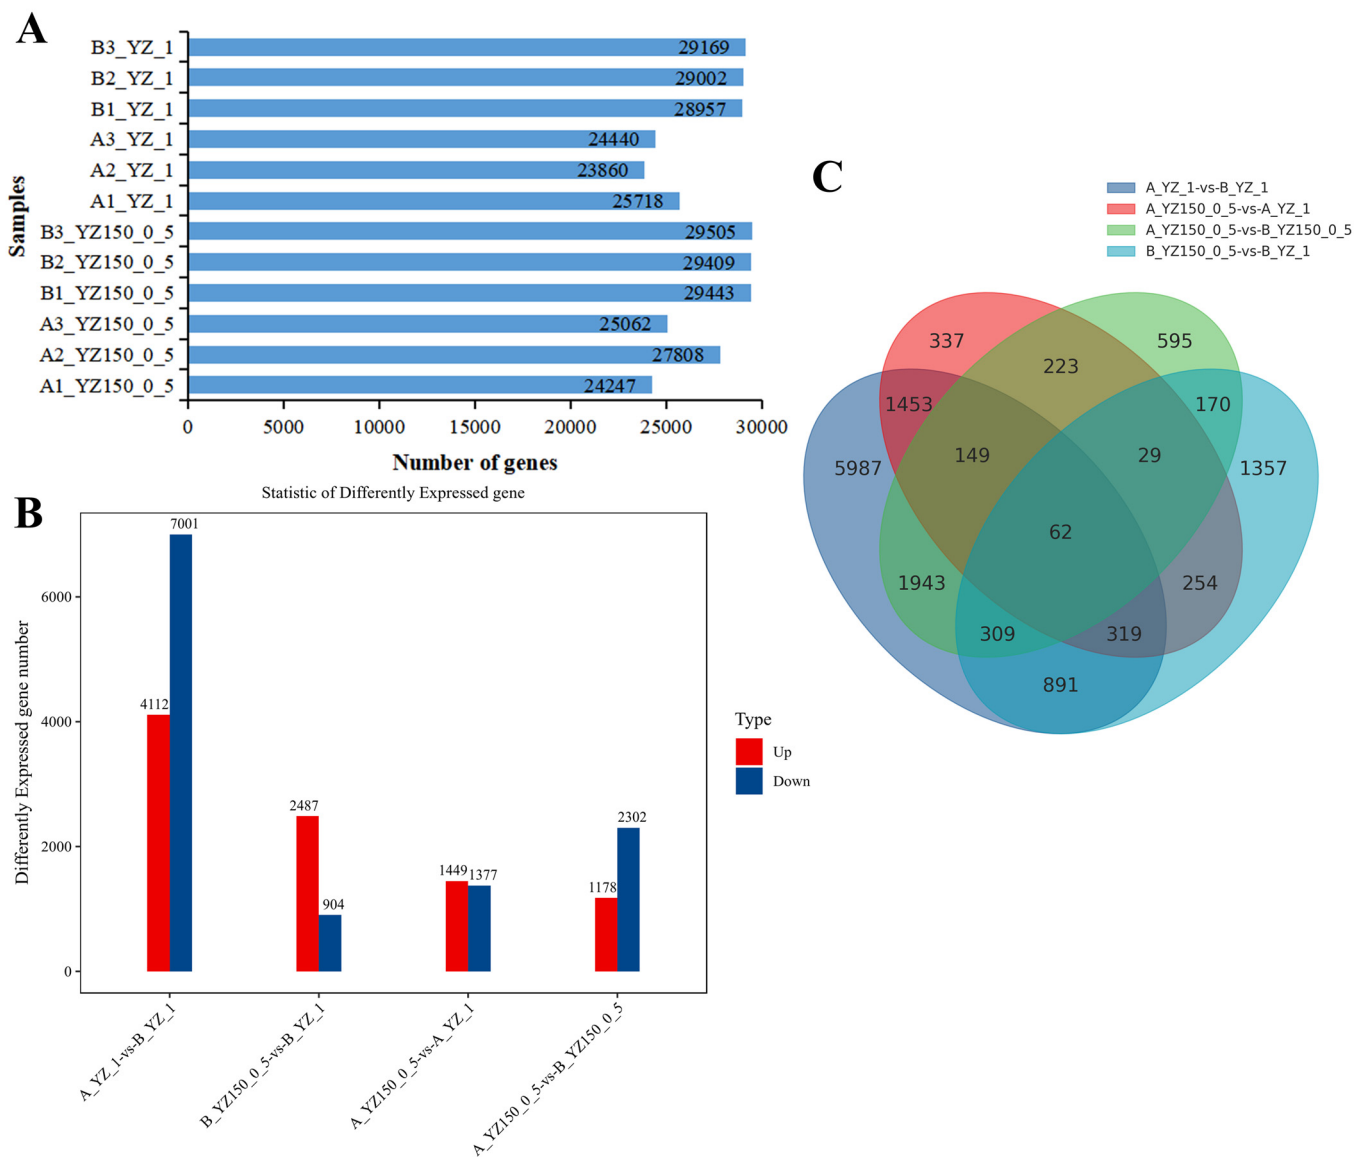 A
Samples
B3_YZ_1 29169
B2_YZ_1 29002
B1_YZ_1 28957
A3_YZ_1 24440
A2_YZ_1 23860
A1_YZ_1 25718
B3_YZ150_0_5 29505
B2_YZ150_0_5 29409
B1_YZ150_0_5 29443
A3_YZ150_0_5 25062
A2_YZ150_0_5 27808
A1_YZ150_0_5 24247
0 5000 10000 15000 20000 25000 30000
Number of genes
B
Statistic of Differently Expressed gene
Differently Expressed gene number
6000
4000
2000
0
4112 7001
2487 904
1449 1377
1178 2302
A_YZ_1-vs-B_YZ_1
B_YZ150_0_5-vs-B_YZ_1
A_YZ150_0_5-vs-A_YZ_1
A_YZ150_0_5-vs-B_YZ150_0_5
Type
Up
Down
C
A_YZ_1-vs-B_YZ_1
A_YZ150_0_5-vs-A_YZ_1
A_YZ150_0_5-vs-B_YZ150_0_5
B_YZ150_0_5-vs-B_YZ_1
337 595
223
1453 170
5987 149 29 1357
62
1943 254
309 319
891